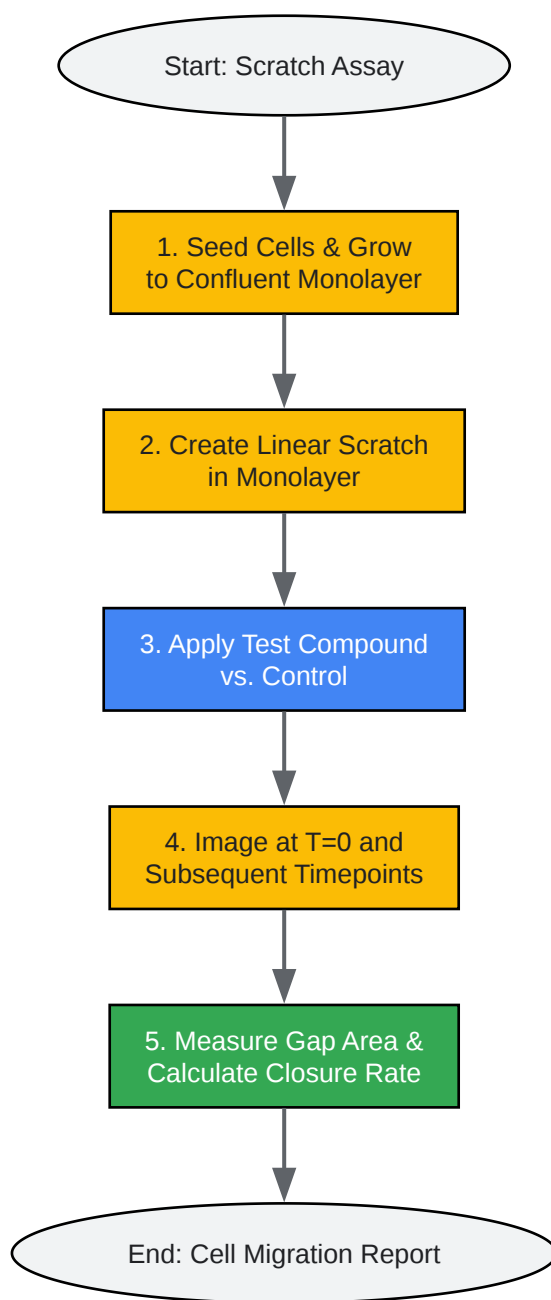 Start: Scratch Assay
1. Seed Cells & Grow
to Confluent Monolayer
2. Create Linear Scratch
in Monolayer
3. Apply Test Compound
vs. Control
4. Image at T=0 and
Subsequent Timepoints
5. Measure Gap Area &
Calculate Closure Rate
End: Cell Migration Report